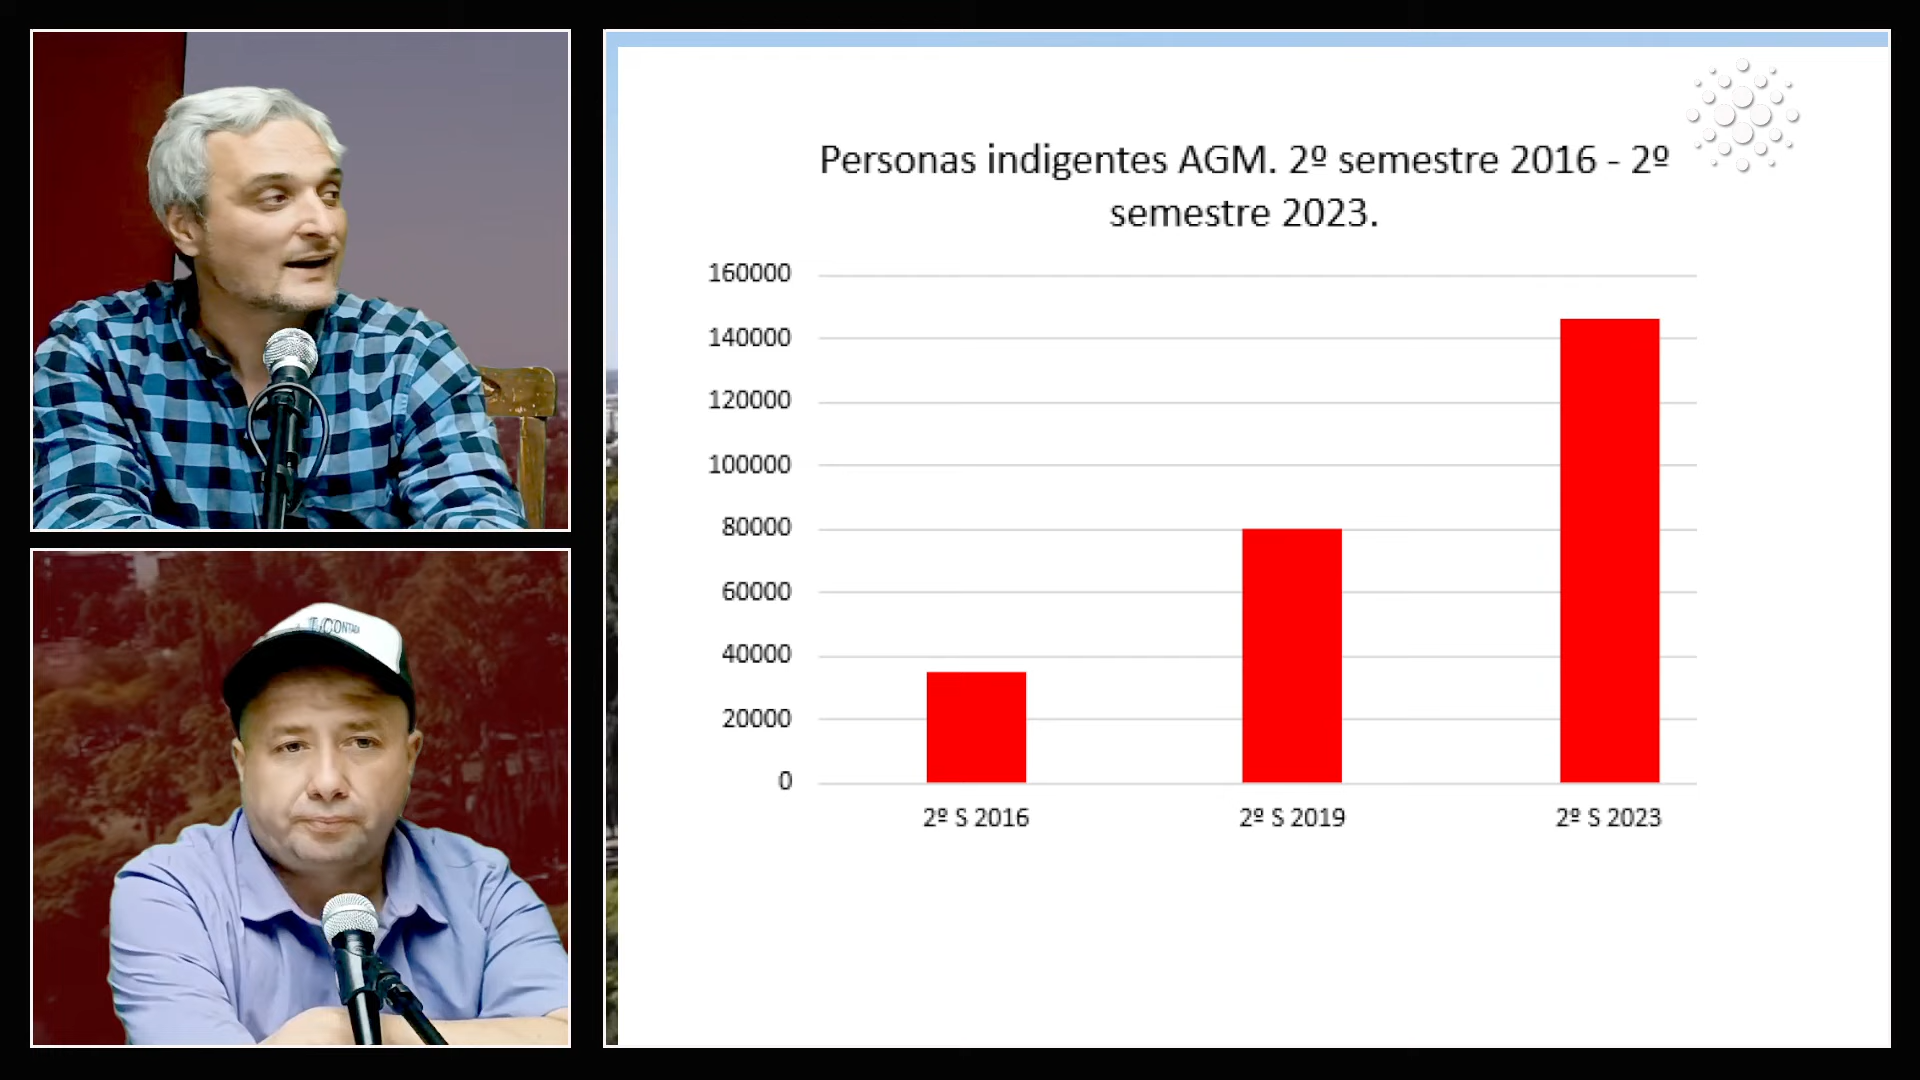 Personas indigentes AGM. 2º semestre 2016 - 2º
semestre 2023.
160000
140000
120000
100000
80000
60000
40000
20000
0
2º S 2016
2º S 2019
2º S 2023